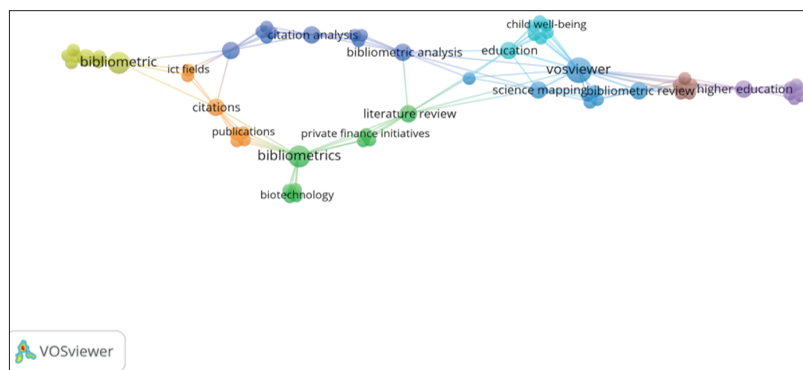 child well-being
citation analysis
bibliometric analysis
education
bibliometric
ict fields
vosviewer
science mapping
bibliometric review
higher education
citations
literature review
publications
private finance initiatives
bibliometrics
biotechnology
VOSviewer